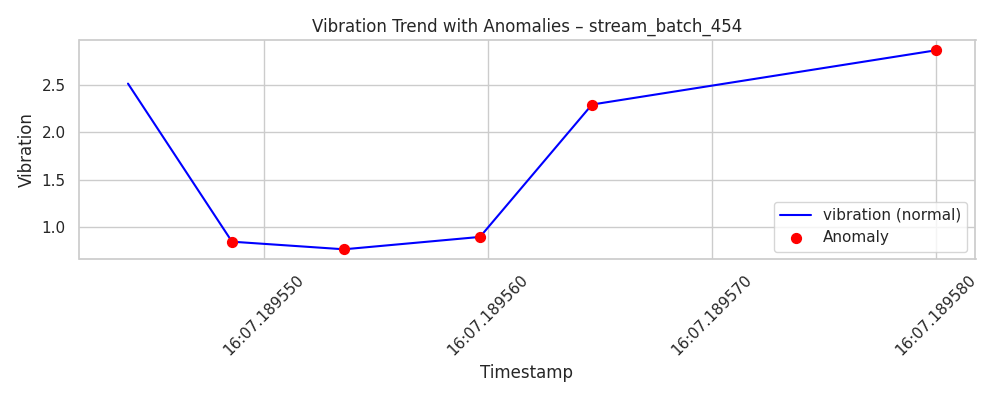 Vibration Trend with Anomalies – stream_batch_454
Vibration
2.5
2.0
1.5
1.0
vibration (normal)
Anomaly
16:07.189550
16:07.189560
16:07.189570
16:07.189580
Timestamp